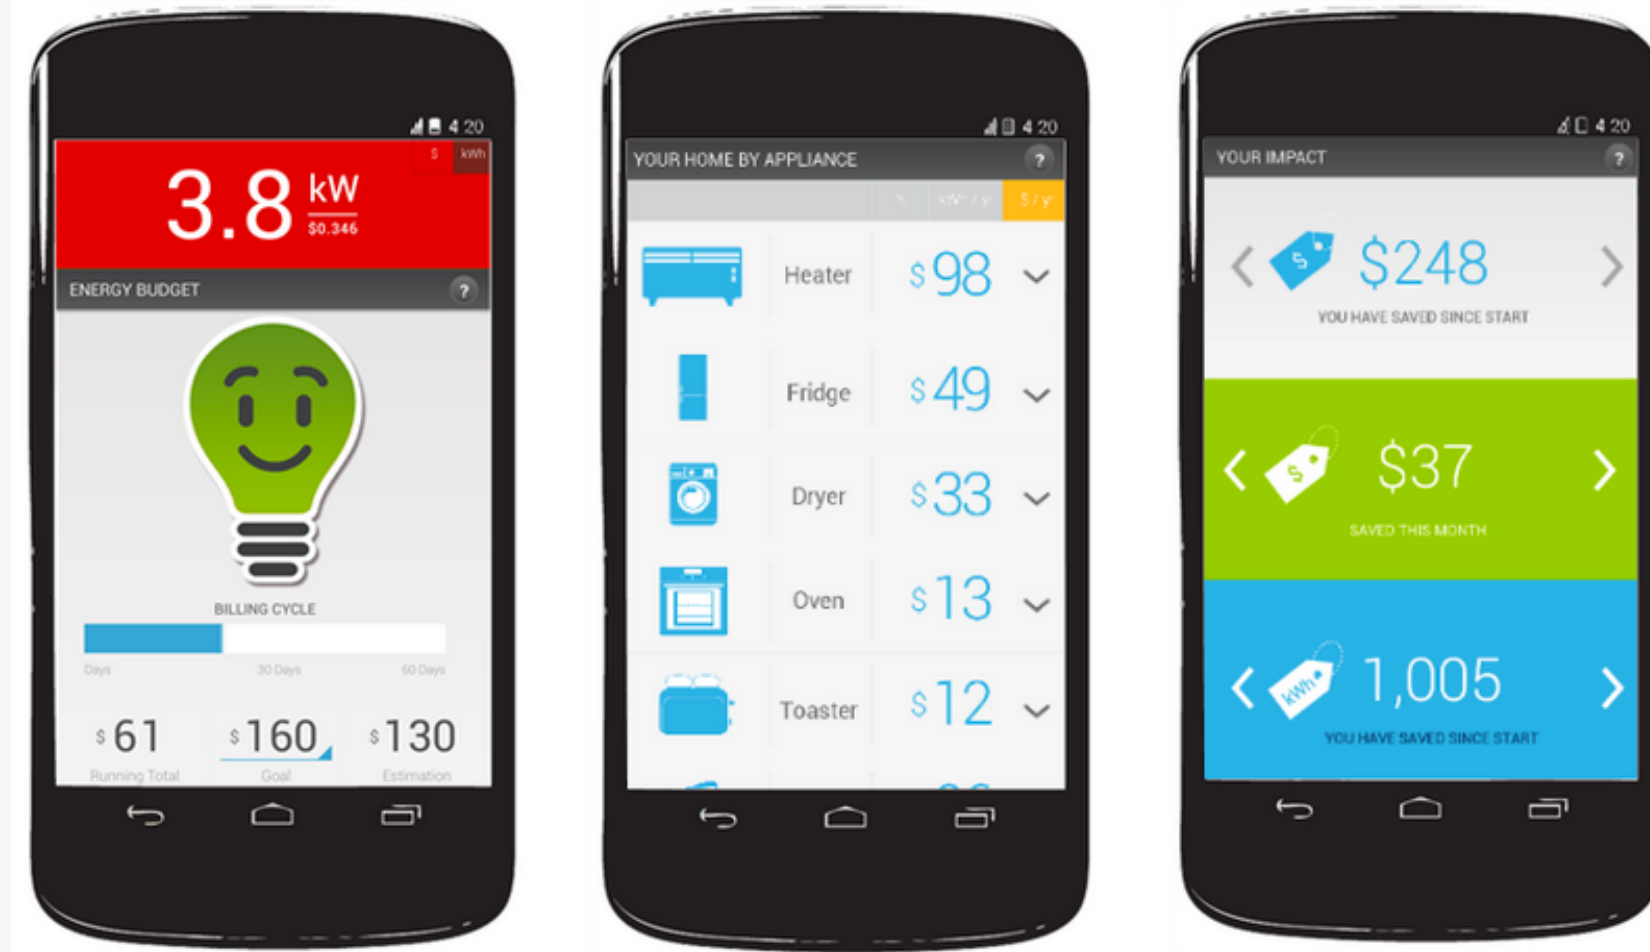 4 20
$ kWh
3.8 kW
$0.346
ENERGY BUDGET ?
BILLING CYCLE
Days 30 Days 60 Days
$ 61 $ 160 $ 130
Running Total Goal Estimation
4 20
YOUR HOME BY APPLIANCE ?
% kWh / yr $ / yr
Heater $ 98
Fridge $ 49
Dryer $ 33
Oven $ 13
Toaster $ 12
4 20
YOUR IMPACT ?
$ $248
YOU HAVE SAVED SINCE START
$ $37
SAVED THIS MONTH
kWh 1,005
YOU HAVE SAVED SINCE START